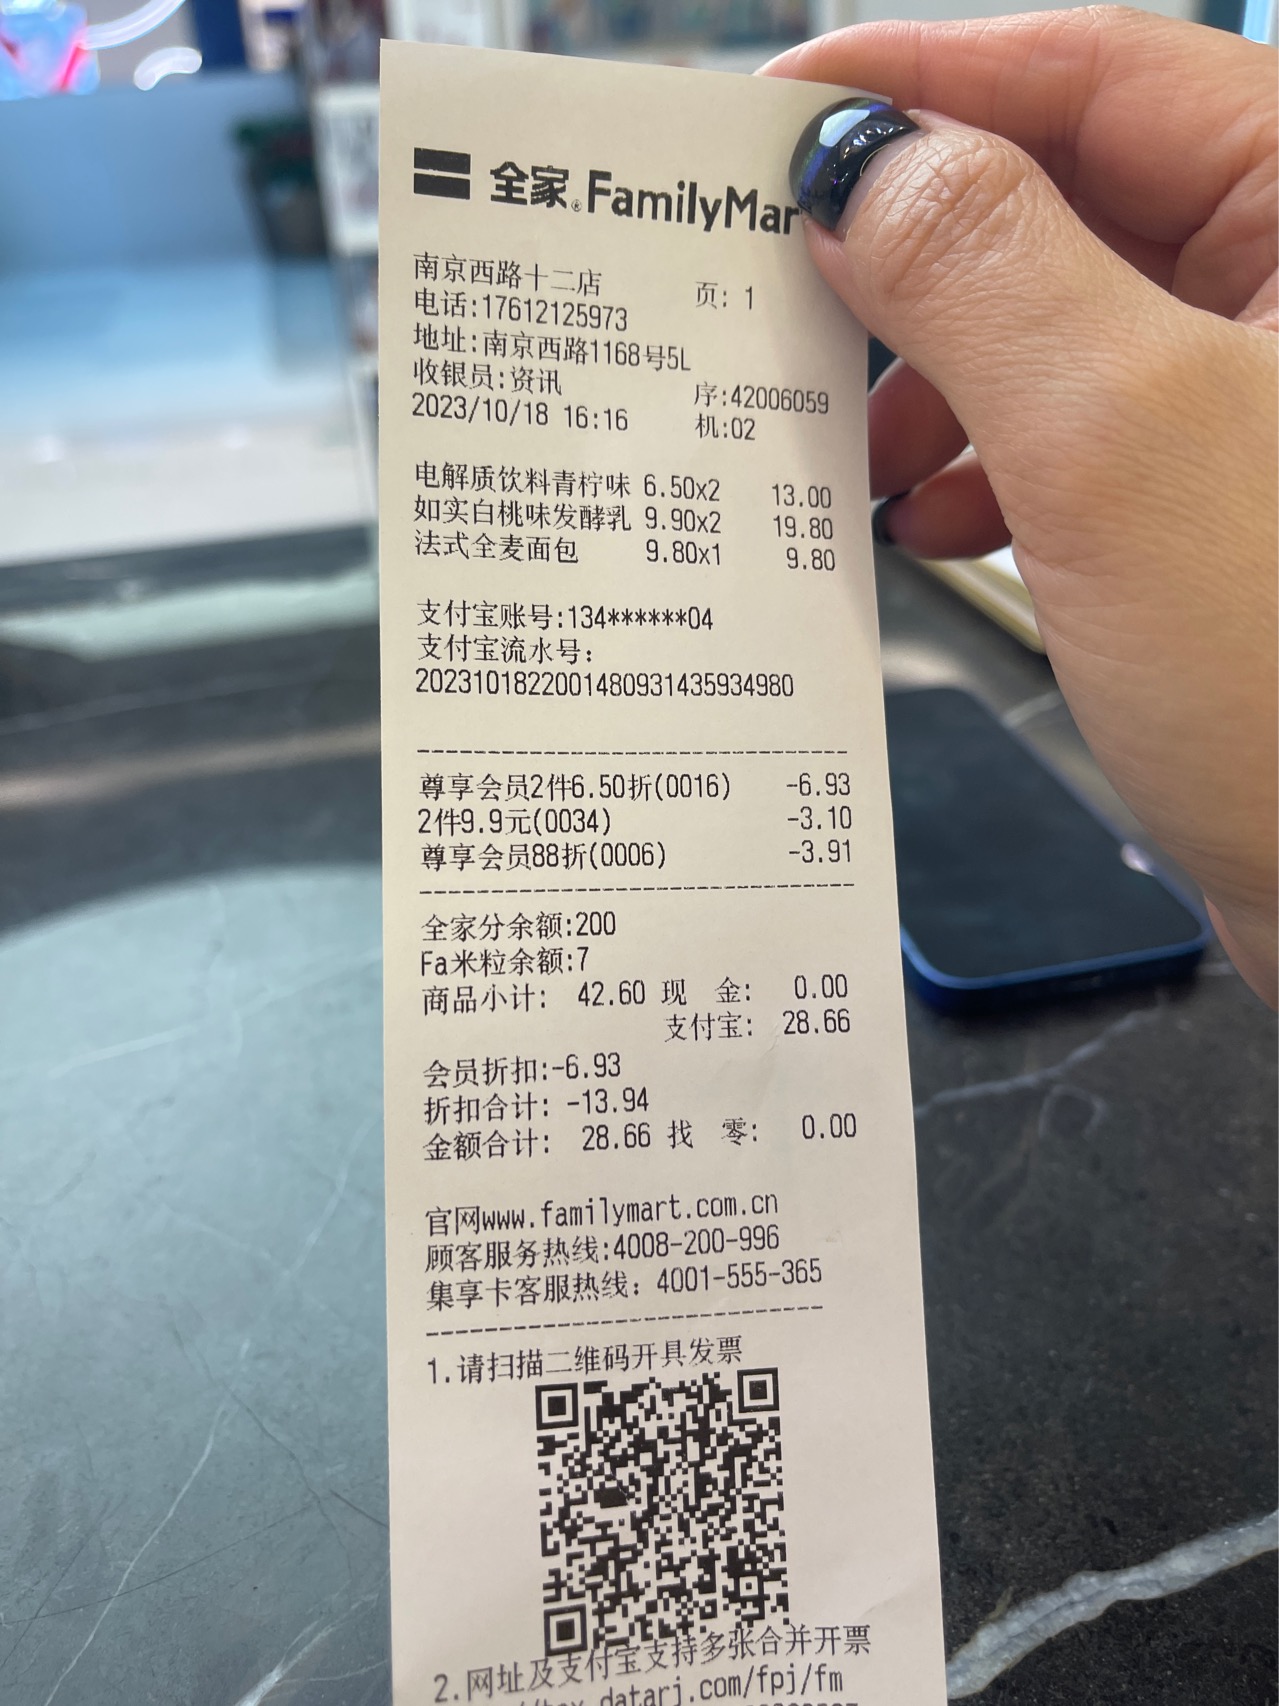 全家®FamilyMar
南京西路十二店 页: 1
电话:17612125973
地址:南京西路1168号5L
收银员:资讯 序:42006059
2023/10/18 16:16 机:02
电解质饮料青柠味 6.50x2 13.00
如实白桃味发酵乳 9.90x2 19.80
法式全麦面包 9.80x1 9.80
支付宝账号:134******04
支付宝流水号:
2023101822001480931435934980
尊享会员2件6.50折(0016) -6.93
2件9.9元(0034) -3.10
尊享会员88折(0006) -3.91
全家分余额:200
Fa米粒余额:7
商品小计: 42.60 现 金: 0.00
支付宝: 28.66
会员折扣:-6.93
折扣合计: -13.94
金额合计: 28.66 找 零: 0.00
官网www.familymart.com.cn
顾客服务热线:4008-200-996
集享卡客服热线: 4001-555-365
1.请扫描二维码开具发票
2.网址及支付宝支持多张合并开票
datarj.com/fpj/fm